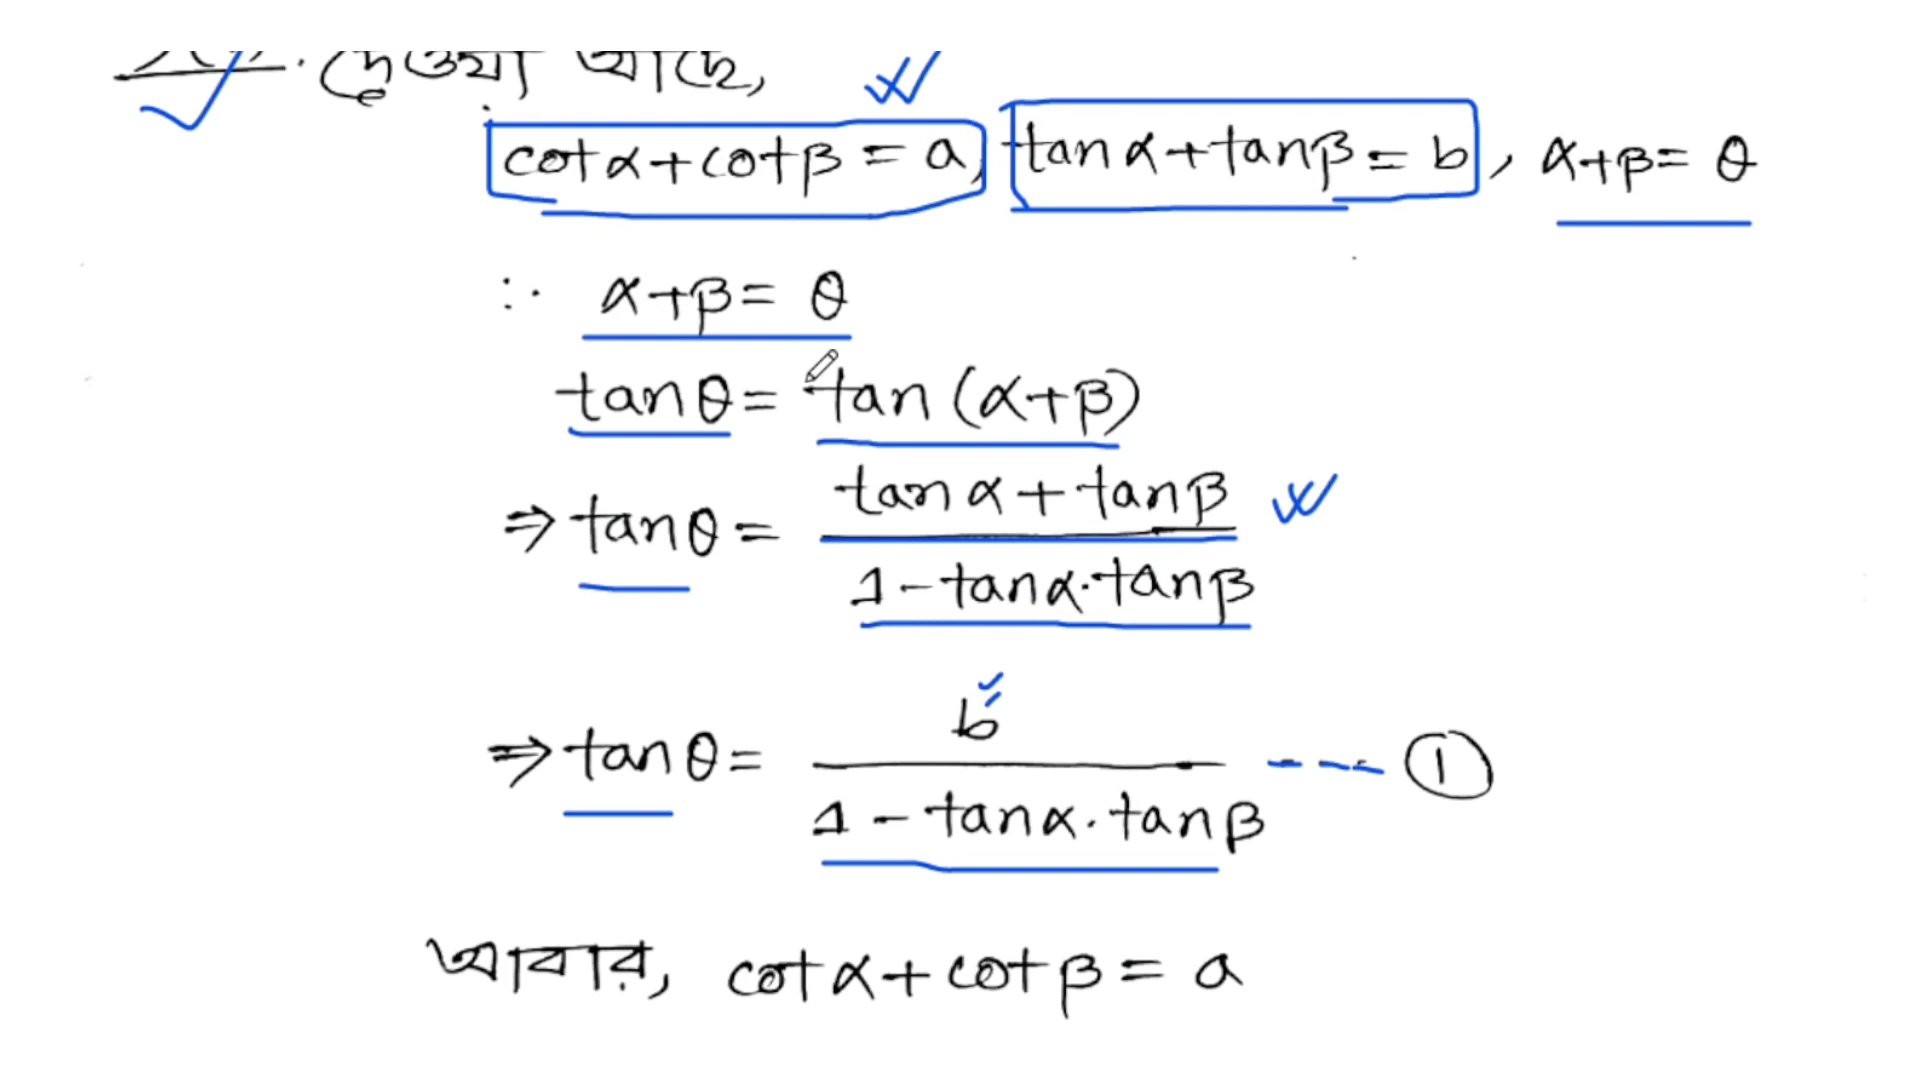 দেওয়া আছে,
cotα+cotβ = a, tanα+tanβ = b, α+β= θ
∴ α+β= θ
tanθ= tan (α+β)
⇒ tanθ= tanα+tanβ / 1-tanα·tanβ
⇒ tanθ= b / 1-tanα·tanβ ---- ①
আবার, cotα+cotβ = a